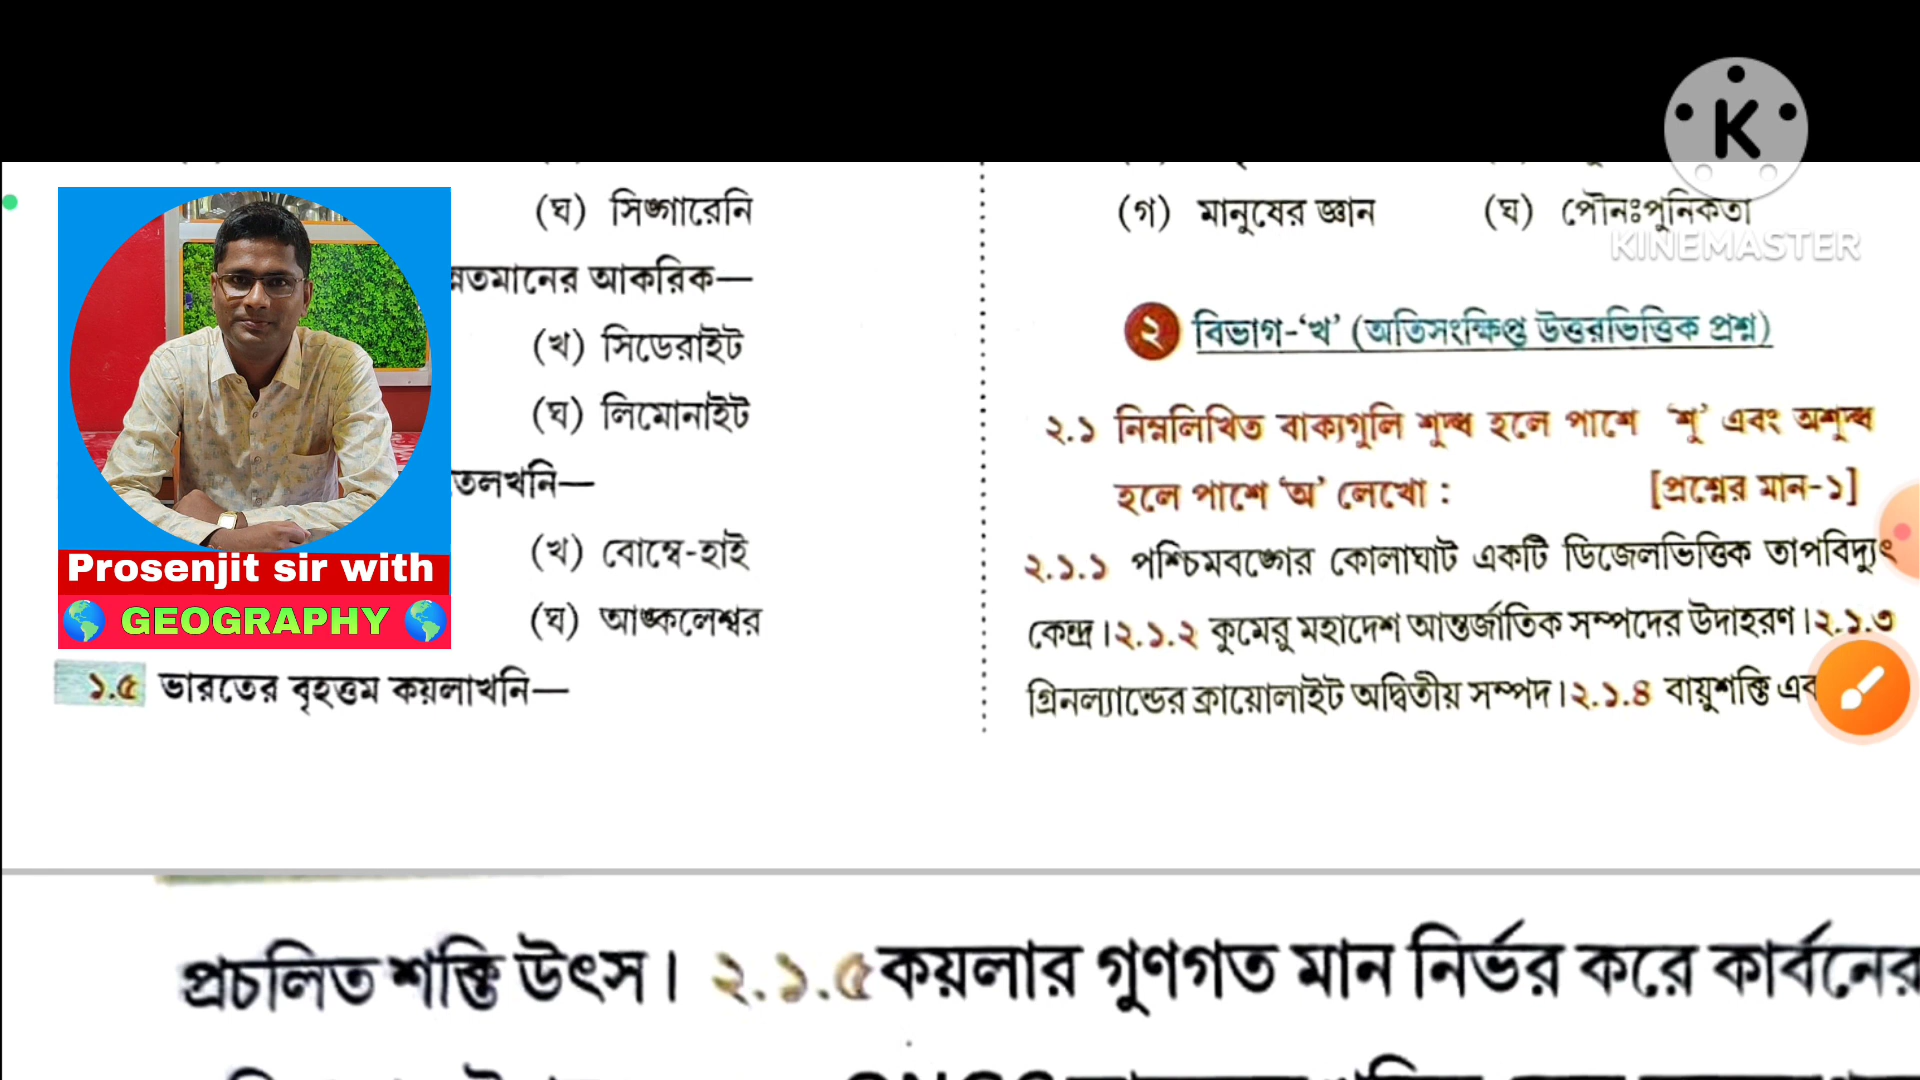 (ঘ) সিঙ্গারেনি
ন্নতমানের আকরিক—
(খ) সিডেরাইট
(ঘ) লিমোনাইট
তলখনি—
(খ) বোম্বে-হাই
(ঘ) আঙ্কলেশ্বর
১.৫ ভারতের বৃহত্তম কয়লাখনি—
Prosenjit sir with
GEOGRAPHY
K
KINEMASTER
(গ) মানুষের জ্ঞান (ঘ) পৌনঃপুনিকতা
২ বিভাগ-‘খ’ (অতিসংক্ষিপ্ত উত্তরভিত্তিক প্রশ্ন)
২.১ নিম্নলিখিত বাক্যগুলি শুদ্ধ হলে পাশে ‘শু’ এবং অশুদ্ধ
হলে পাশে ‘অ’ লেখো : [প্রশ্নের মান-১]
২.১.১ পশ্চিমবঙ্গের কোলাঘাট একটি ডিজেলভিত্তিক তাপবিদ্যুৎ
কেন্দ্র। ২.১.২ কুমেরু মহাদেশ আন্তর্জাতিক সম্পদের উদাহরণ। ২.১.৩
গ্রিনল্যান্ডের ক্রায়োলাইট অদ্বিতীয় সম্পদ। ২.১.৪ বায়ুশক্তি এব
প্রচলিত শক্তি উৎস। ২.১.৫ কয়লার গুণগত মান নির্ভর করে কার্বনের